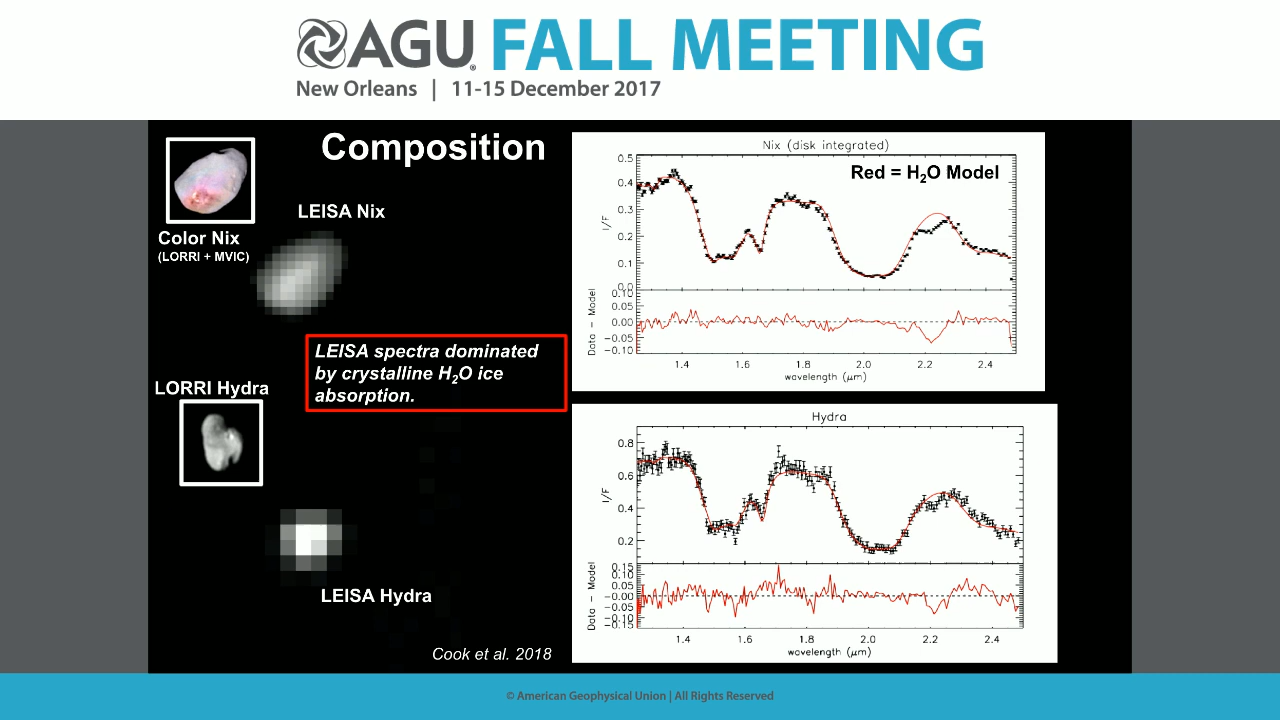 AGU FALL MEETING
New Orleans | 11-15 December 2017
Composition
Color Nix
(LORRI + MVIC)
LEISA Nix
LEISA spectra dominated
by crystalline H₂O ice
absorption.
LORRI Hydra
LEISA Hydra
Cook et al. 2018
Nix (disk integrated)
Red = H₂O Model
I/F
0.5
0.4
0.3
0.2
0.1
0.0
Data - Model
0.10
0.05
0.00
-0.05
-0.10
1.4 1.6 1.8 2.0 2.2 2.4
wavelength (μm)
Hydra
I/F
0.8
0.6
0.4
0.2
Data - Model
0.15
0.10
0.05
-0.00
-0.05
-0.10
-0.15
1.4 1.6 1.8 2.0 2.2 2.4
wavelength (μm)
© American Geophysical Union | All Rights Reserved